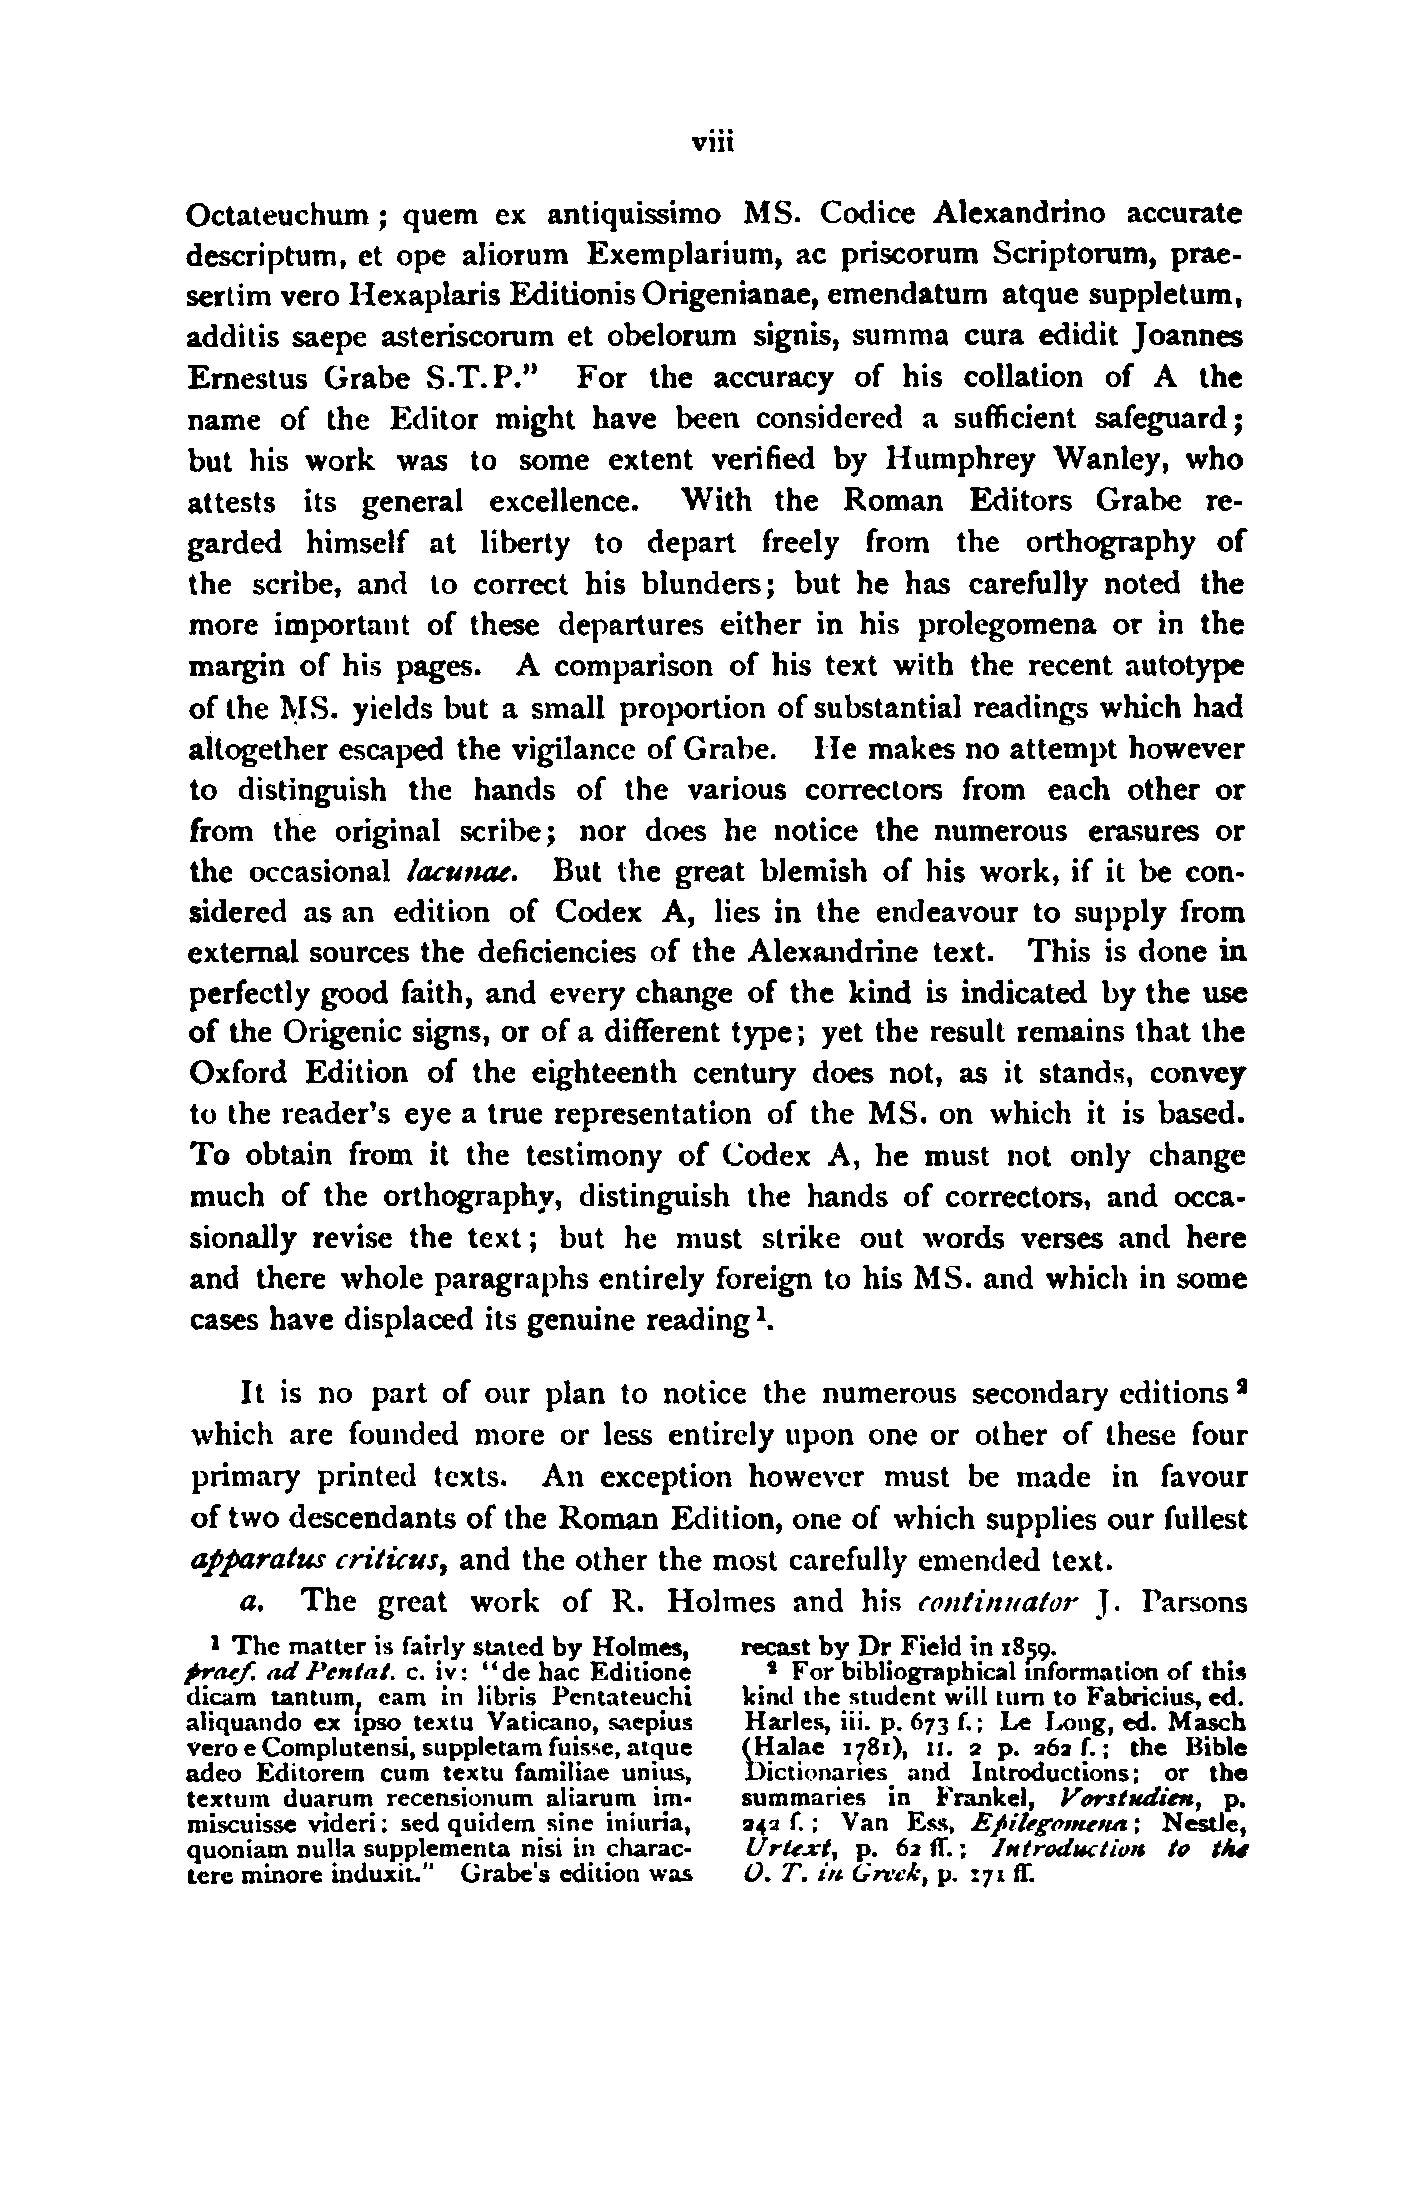 viii
Octateuchum; quem ex antiquissimo MS. Codice Alexandrino accurate
descriptum, et ope aliorum Exemplarium, ac priscorum Scriptorum, prae-
sertim vero Hexaplaris Editionis Origenianae, emendatum atque suppletum,
additis saepe asteriscorum et obelorum signis, summa cura edidit Joannes
Ernestus Grabe S.T.P." For the accuracy of his collation of A the
name of the Editor might have been considered a sufficient safeguard;
but his work was to some extent verified by Humphrey Wanley, who
attests its general excellence. With the Roman Editors Grabe re-
garded himself at liberty to depart freely from the orthography of
the scribe, and to correct his blunders; but he has carefully noted the
more important of these departures either in his prolegomena or in the
margin of his pages. A comparison of his text with the recent autotype
of the MS. yields but a small proportion of substantial readings which had
altogether escaped the vigilance of Grabe. He makes no attempt however
to distinguish the hands of the various correctors from each other or
from the original scribe; nor does he notice the numerous erasures or
the occasional lacunae. But the great blemish of his work, if it be con-
sidered as an edition of Codex A, lies in the endeavour to supply from
external sources the deficiencies of the Alexandrine text. This is done in
perfectly good faith, and every change of the kind is indicated by the use
of the Origenic signs, or of a different type; yet the result remains that the
Oxford Edition of the eighteenth century does not, as it stands, convey
to the reader's eye a true representation of the MS. on which it is based.
To obtain from it the testimony of Codex A, he must not only change
much of the orthography, distinguish the hands of correctors, and occa-
sionally revise the text; but he must strike out words verses and here
and there whole paragraphs entirely foreign to his MS. and which in some
cases have displaced its genuine reading¹.
It is no part of our plan to notice the numerous secondary editions²
which are founded more or less entirely upon one or other of these four
primary printed texts. An exception however must be made in favour
of two descendants of the Roman Edition, one of which supplies our fullest
apparatus criticus, and the other the most carefully emended text.
a. The great work of R. Holmes and his continuator J. Parsons
¹ The matter is fairly stated by Holmes,
praef. ad Pentat. c. iv: "de hac Editione
dicam tantum, eam in libris Pentateuchi
aliquando ex ipso textu Vaticano, saepius
vero e Complutensi, suppletam fuisse, atque
adeo Editorem cum textu familiae unius,
textum duarum recensionum aliarum im-
miscuisse videri: sed quidem sine iniuria,
quoniam nulla supplementa nisi in charac-
tere minore induxit." Grabe's edition was
recast by Dr Field in 1859.
² For bibliographical information of this
kind the student will turn to Fabricius, ed.
Harles, iii. p. 673 f.; Le Long, ed. Masch
(Halae 1781), II. 2 p. 262 f.; the Bible
Dictionaries and Introductions; or the
summaries in Frankel, Vorstudien, p.
242 f.; Van Ess, Epilegomena; Nestle,
Urtext, p. 62 ff.; Introduction to the
O. T. in Greek, p. 171 ff.